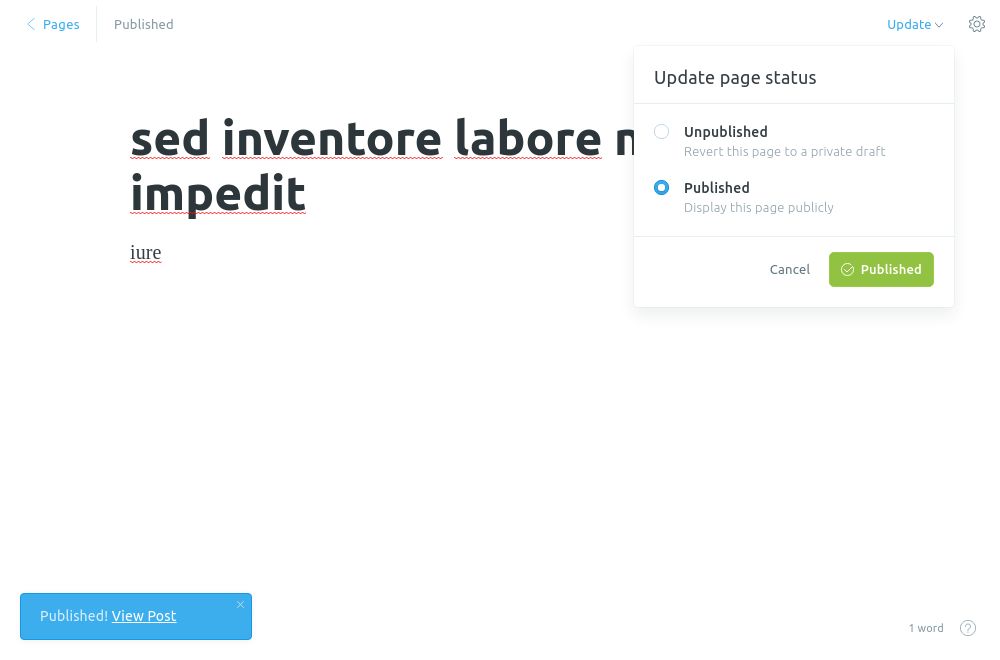 Pages
Published
Update
Update page status
Unpublished
Revert this page to a private draft
Published
Display this page publicly
Cancel
Published
sed inventore labore
impedit
iure
Published! View Post
1 word